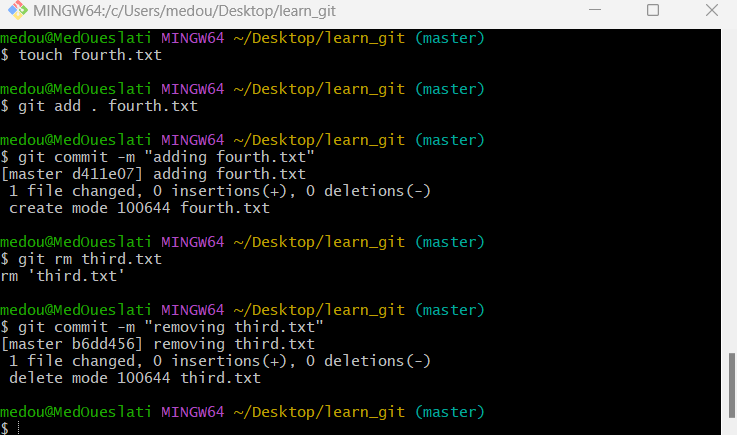 MINGW64:/c/Users/medou/Desktop/learn_git
medou@MedOueslati MINGW64 ~/Desktop/learn_git (master)
$ touch fourth.txt
medou@MedOueslati MINGW64 ~/Desktop/learn_git (master)
$ git add . fourth.txt
medou@MedOueslati MINGW64 ~/Desktop/learn_git (master)
$ git commit -m "adding fourth.txt"
[master d411e07] adding fourth.txt
 1 file changed, 0 insertions(+), 0 deletions(-)
 create mode 100644 fourth.txt
medou@MedOueslati MINGW64 ~/Desktop/learn_git (master)
$ git rm third.txt
rm 'third.txt'
medou@MedOueslati MINGW64 ~/Desktop/learn_git (master)
$ git commit -m "removing third.txt"
[master b6dd456] removing third.txt
 1 file changed, 0 insertions(+), 0 deletions(-)
 delete mode 100644 third.txt
medou@MedOueslati MINGW64 ~/Desktop/learn_git (master)
$